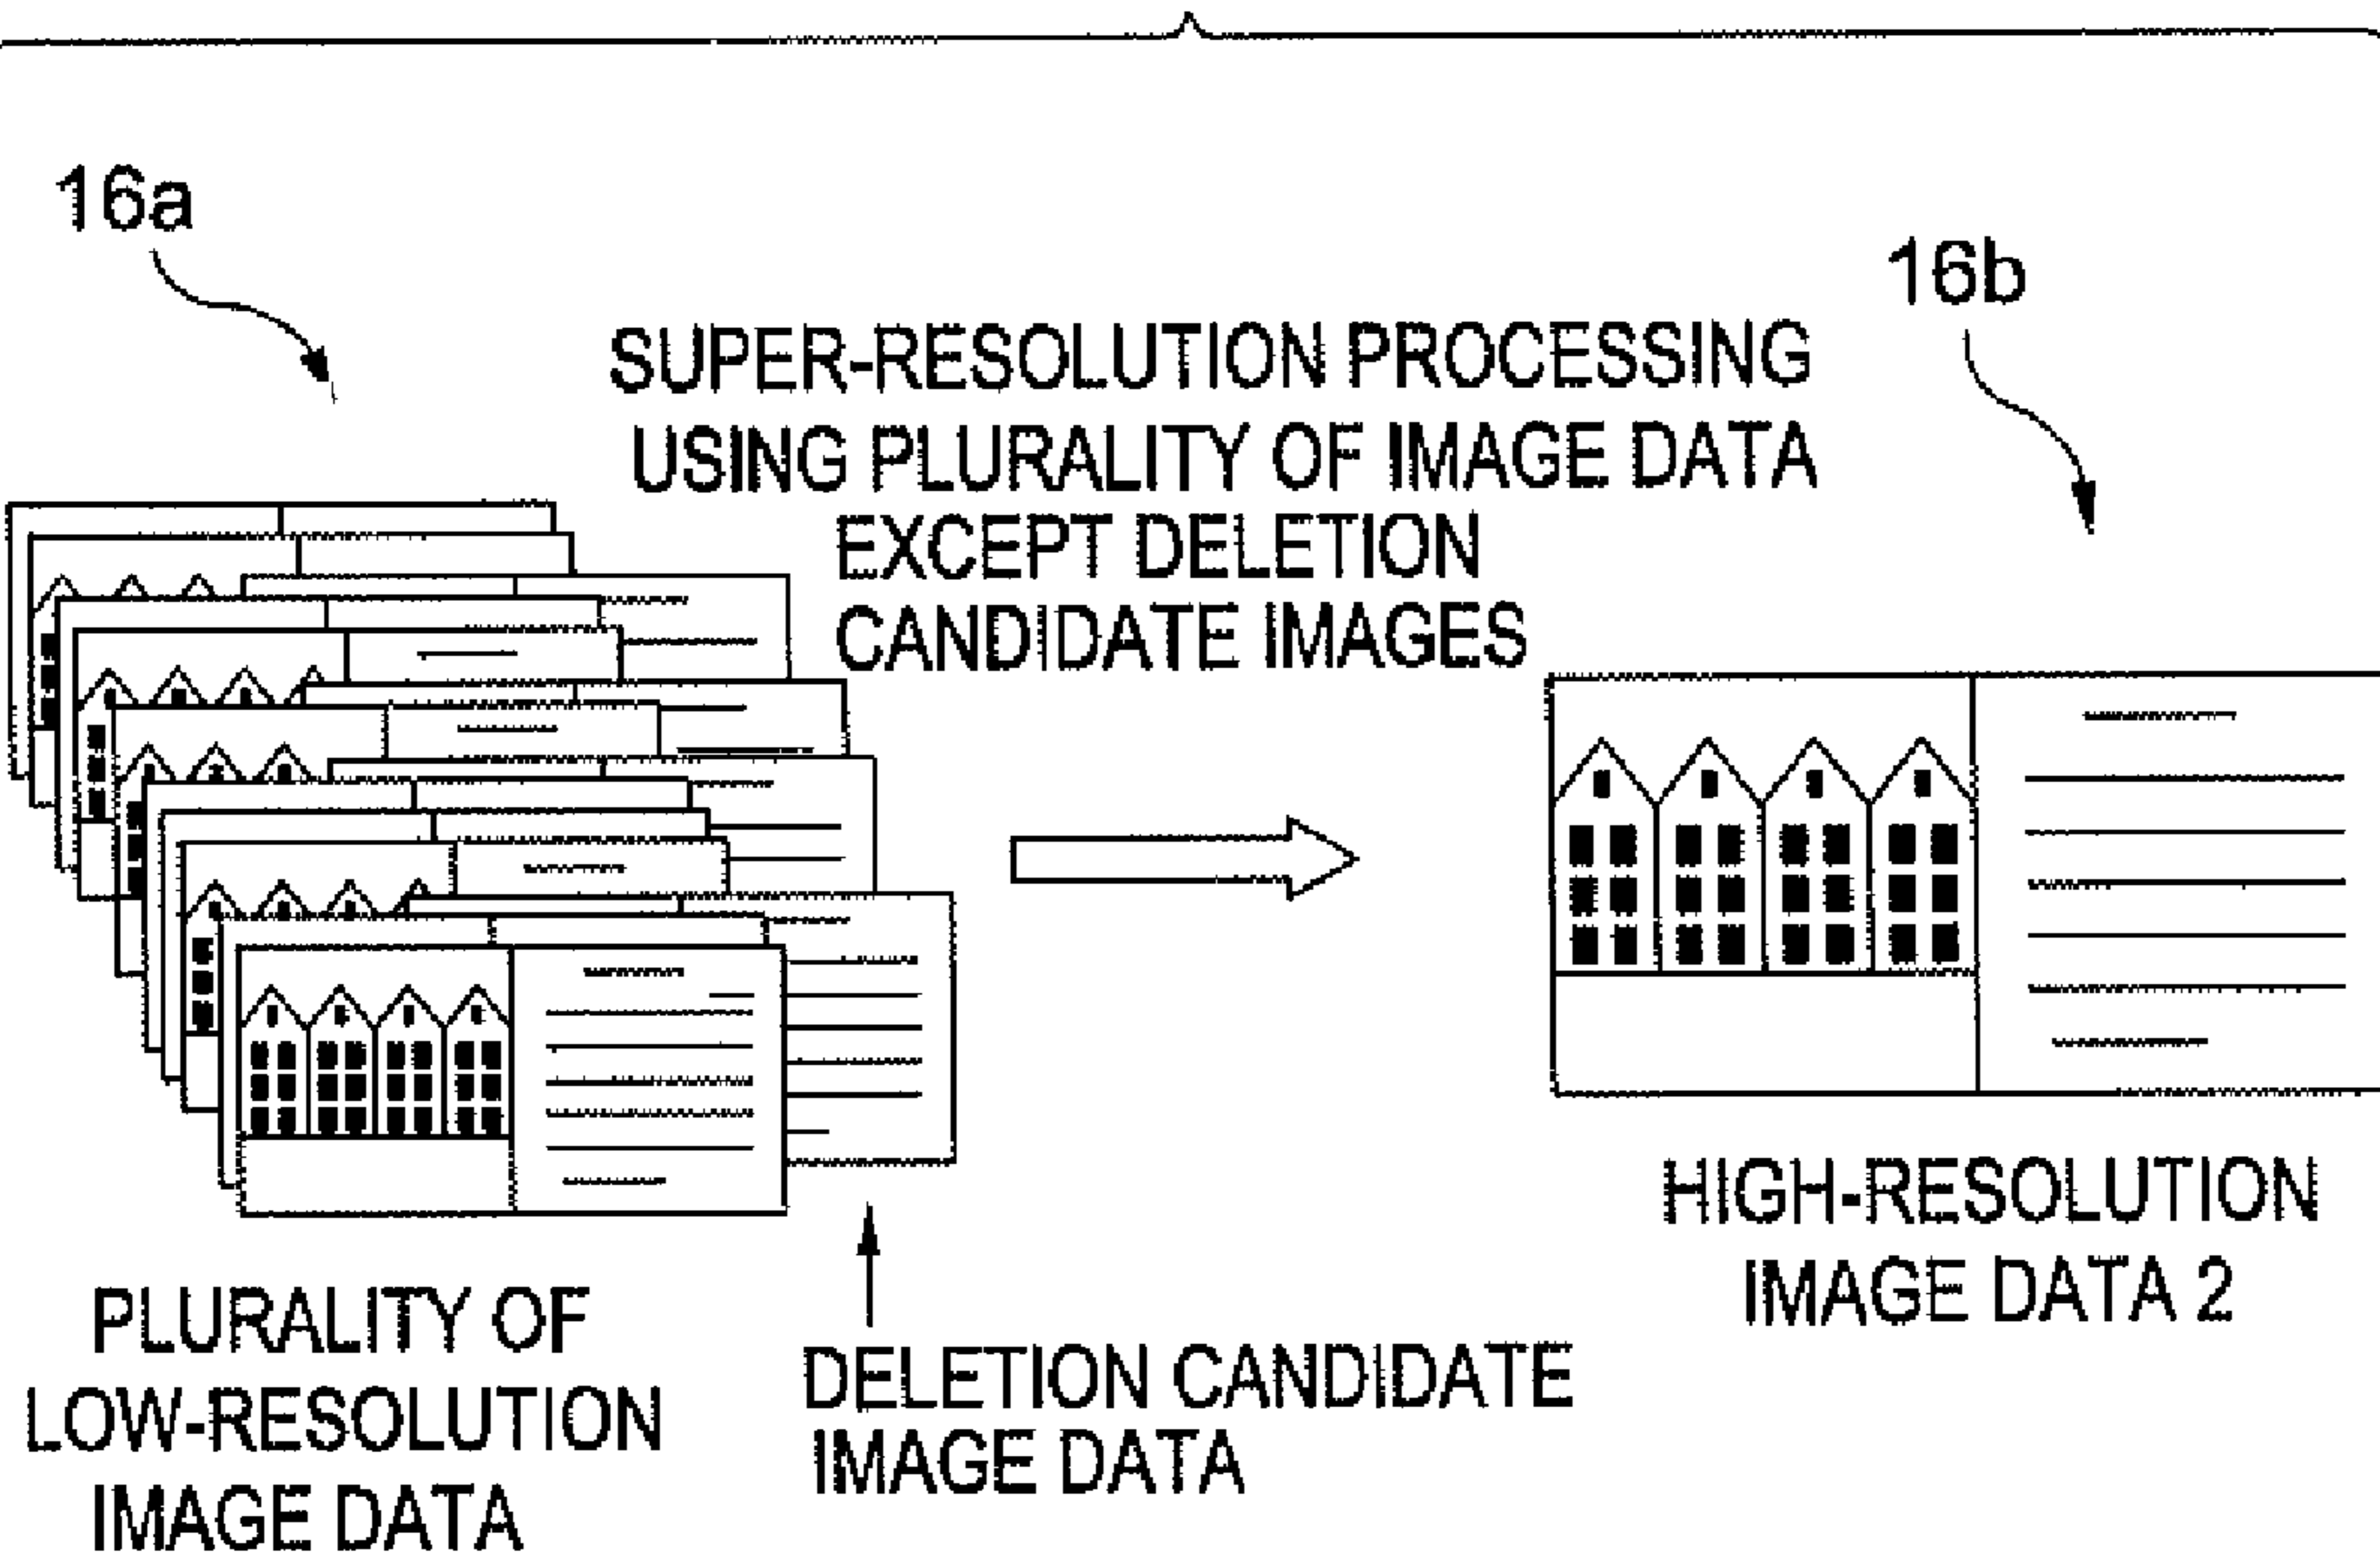 16a
16b
SUPER-RESOLUTION PROCESSING
USING PLURALITY OF IMAGE DATA
EXCEPT DELETION
CANDIDATE IMAGES
HIGH-RESOLUTION
IMAGE DATA 2
PLURALITY OF
LOW-RESOLUTION
IMAGE DATA
DELETION CANDIDATE
IMAGE DATA